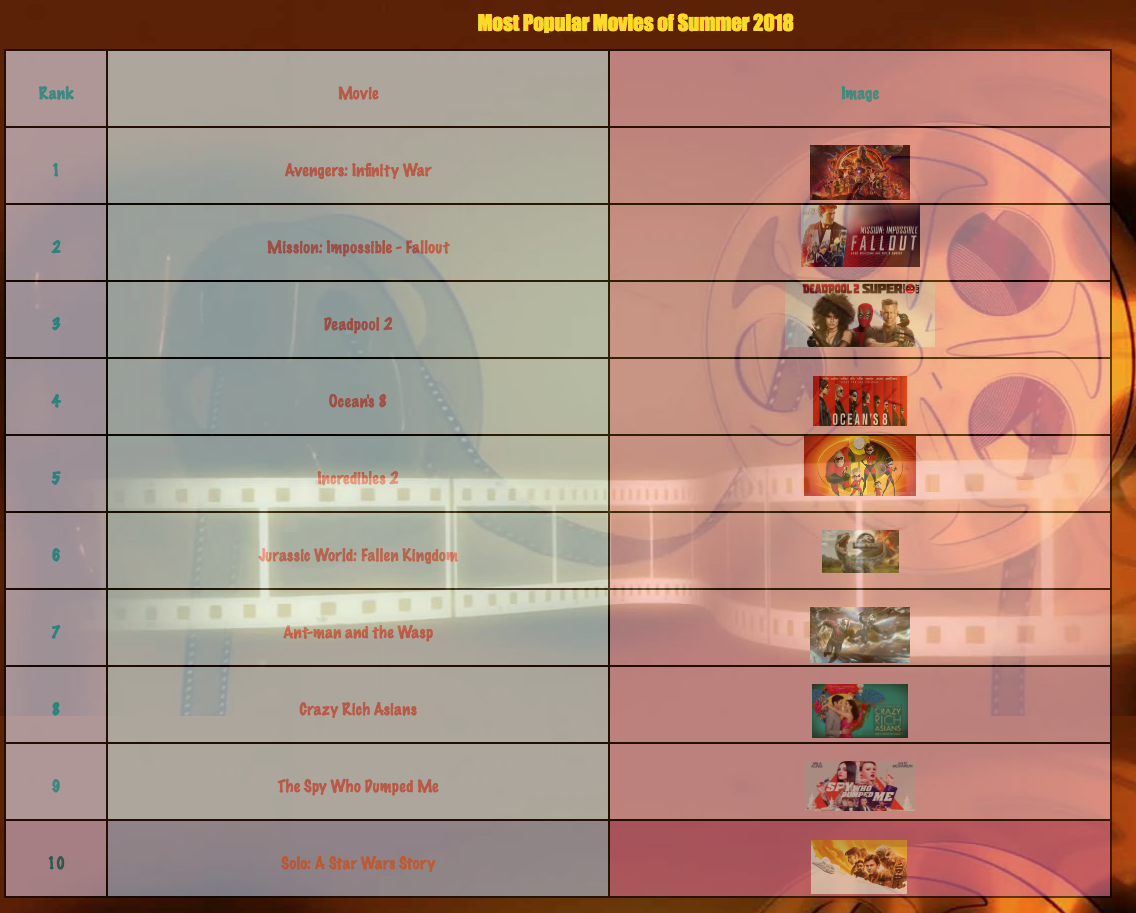 Most Popular Movies of Summer 2018
Rank Movie Image
1 Avengers: Infinity War
2 Mission: Impossible - Fallout
MISSION: IMPOSSIBLE
FALLOUT
3 Deadpool 2
DEADPOOL 2 SUPER
4 Ocean's 8
OCEAN'S 8
5 Incredibles 2
6 Jurassic World: Fallen Kingdom
7 Ant-man and the Wasp
8 Crazy Rich Asians
CRAZY
RICH
ASIANS
9 The Spy Who Dumped Me
SPY WHO
DUMPED ME
10 Solo: A Star Wars Story